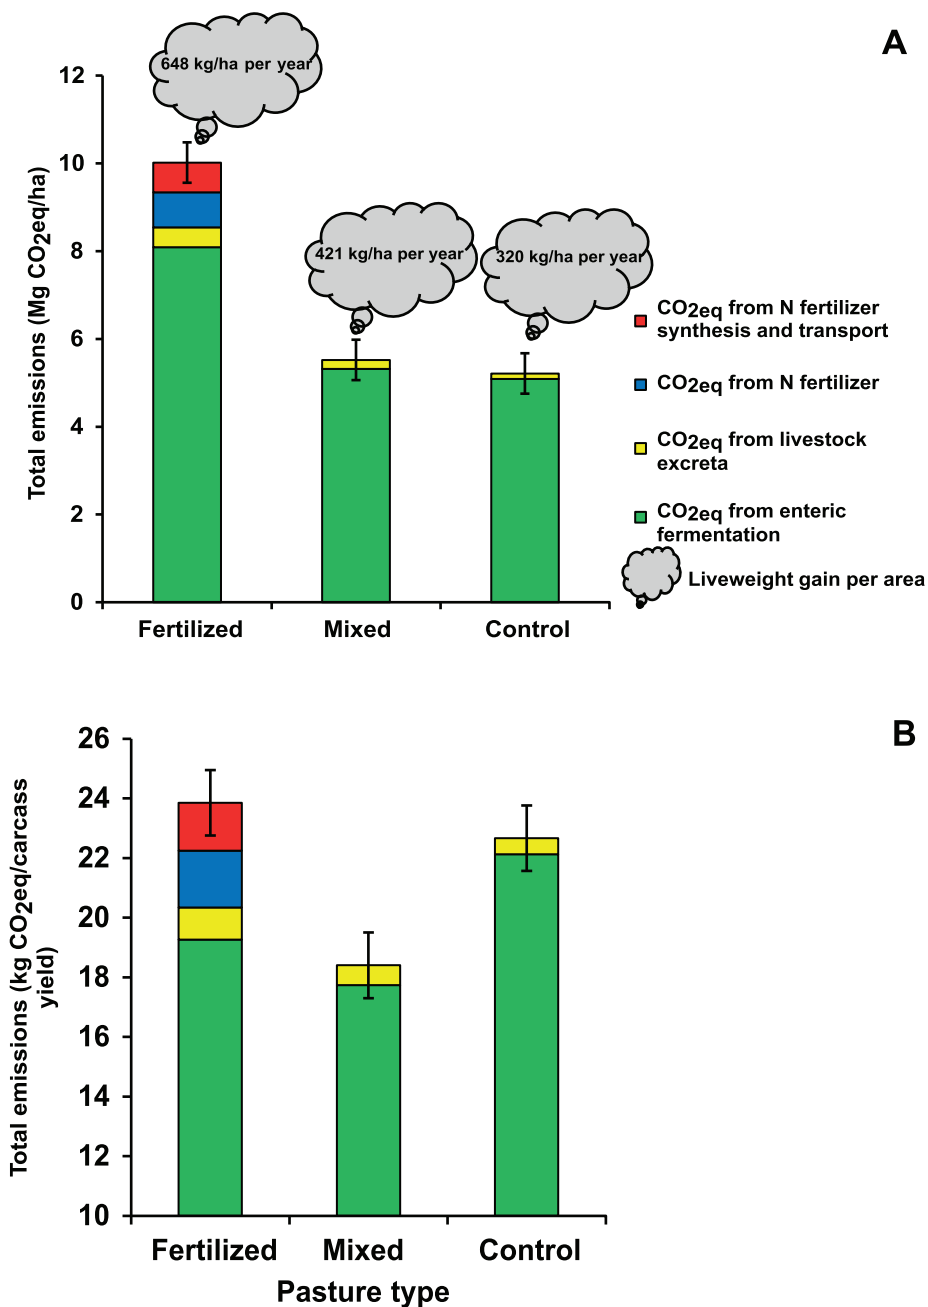 A
648 kg/ha per year
12
10
8
6
4
2
0
Total emissions (Mg CO2eq/ha)
421 kg/ha per year
320 kg/ha per year
CO2eq from N fertilizer
synthesis and transport
CO2eq from N fertilizer
CO2eq from livestock
excreta
CO2eq from enteric
fermentation
Liveweight gain per area
Fertilized Mixed Control
B
26
24
22
20
18
16
14
12
10
Total emissions (kg CO2eq/carcass
yield)
Fertilized Mixed Control
Pasture type